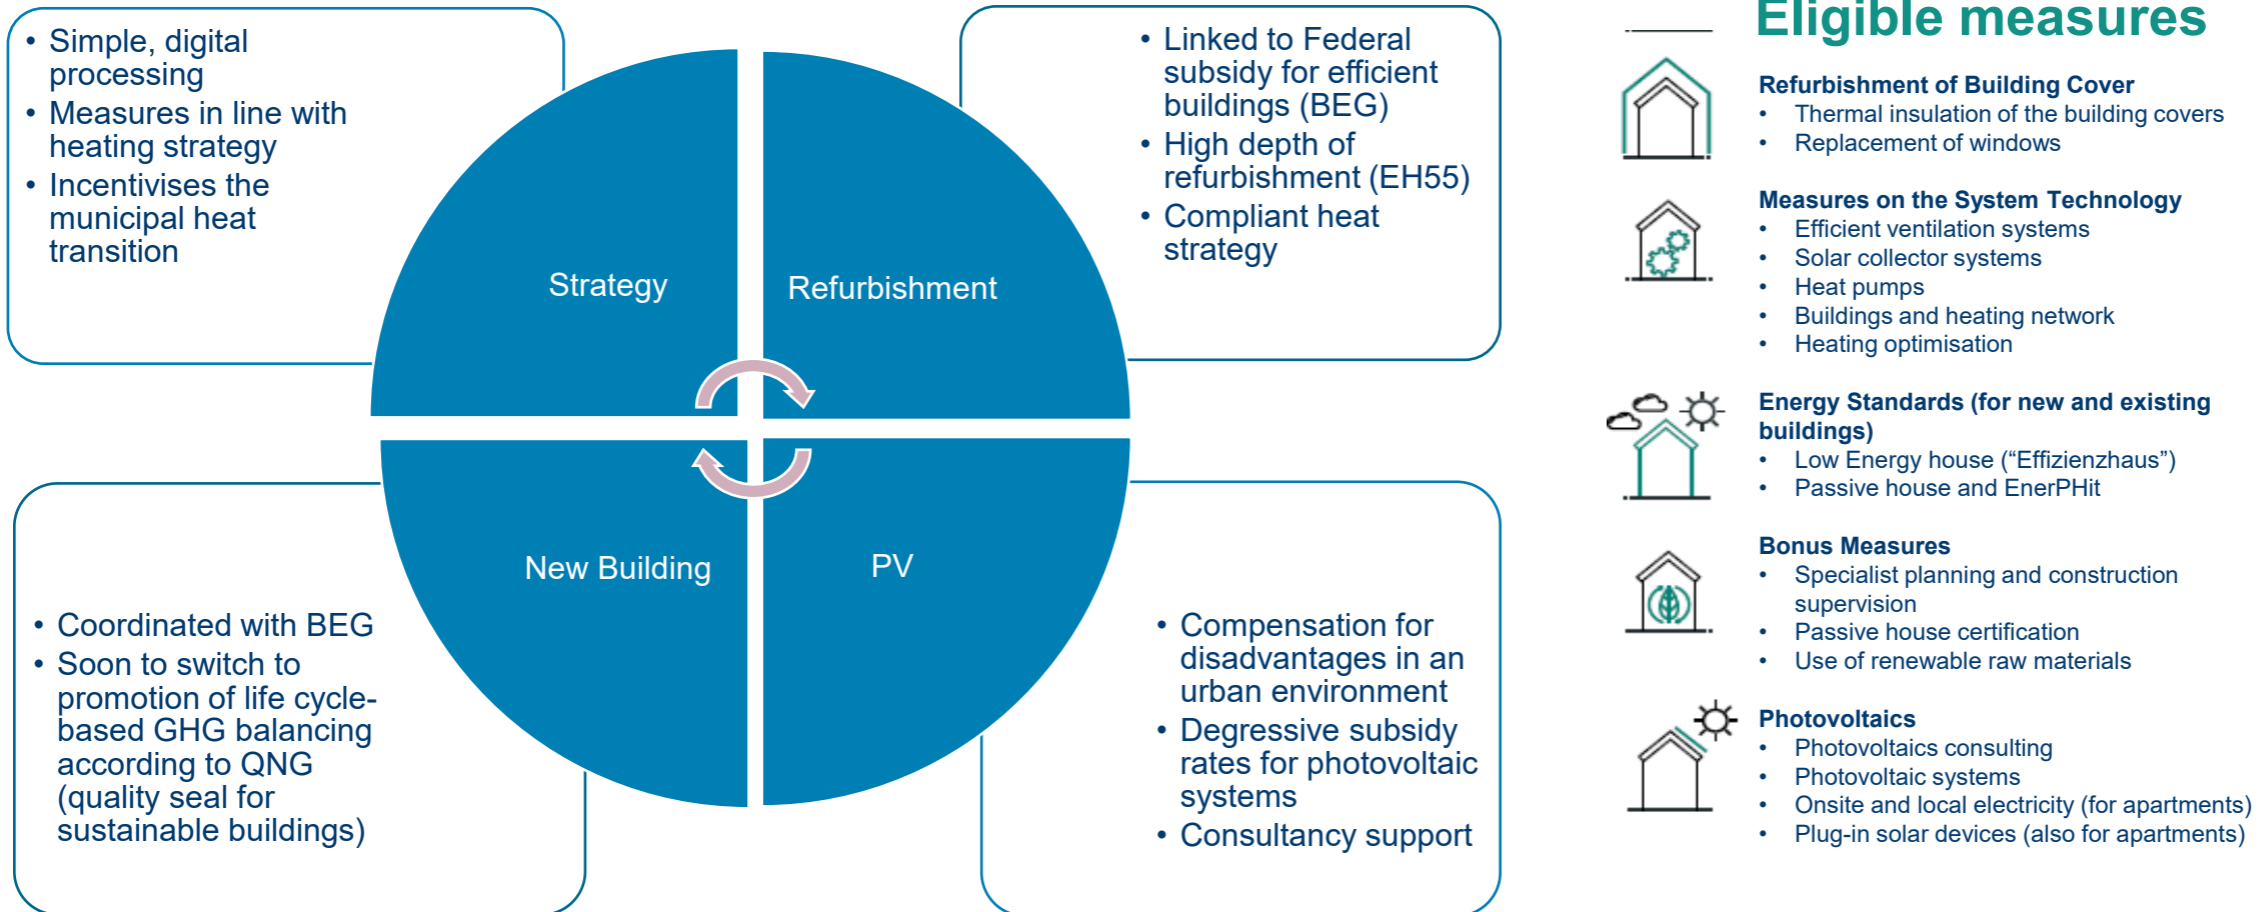 • Simple, digital
processing
• Measures in line with
heating strategy
• Incentivises the
municipal heat
transition
• Linked to Federal
subsidy for efficient
buildings (BEG)
• High depth of
refurbishment (EH55)
• Compliant heat
strategy
Strategy
Refurbishment
New Building
PV
• Coordinated with BEG
• Soon to switch to
promotion of life cycle-
based GHG balancing
according to QNG
(quality seal for
sustainable buildings)
• Compensation for
disadvantages in an
urban environment
• Degressive subsidy
rates for photovoltaic
systems
• Consultancy support
Eligible measures
Refurbishment of Building Cover
• Thermal insulation of the building covers
• Replacement of windows
Measures on the System Technology
• Efficient ventilation systems
• Solar collector systems
• Heat pumps
• Buildings and heating network
• Heating optimisation
Energy Standards (for new and existing
buildings)
• Low Energy house (“Effizienzhaus”)
• Passive house and EnerPHit
Bonus Measures
• Specialist planning and construction
supervision
• Passive house certification
• Use of renewable raw materials
Photovoltaics
• Photovoltaics consulting
• Photovoltaic systems
• Onsite and local electricity (for apartments)
• Plug-in solar devices (also for apartments)